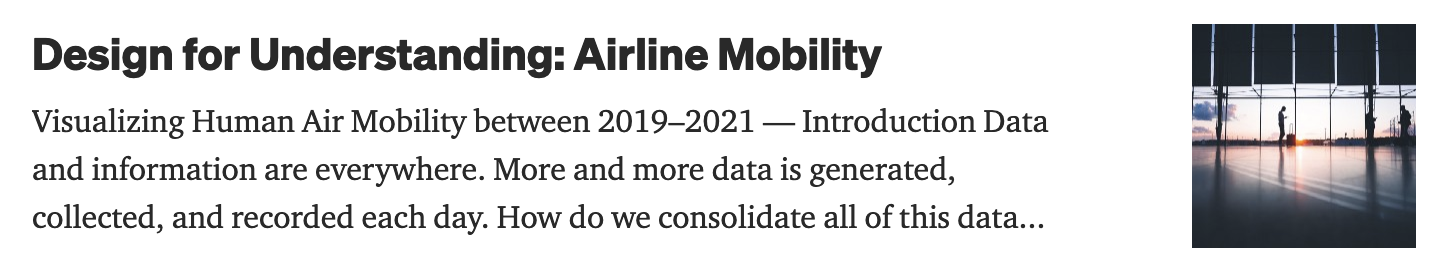 Design for Understanding: Airline Mobility
Visualizing Human Air Mobility between 2019–2021 — Introduction Data
and information are everywhere. More and more data is generated,
collected, and recorded each day. How do we consolidate all of this data…